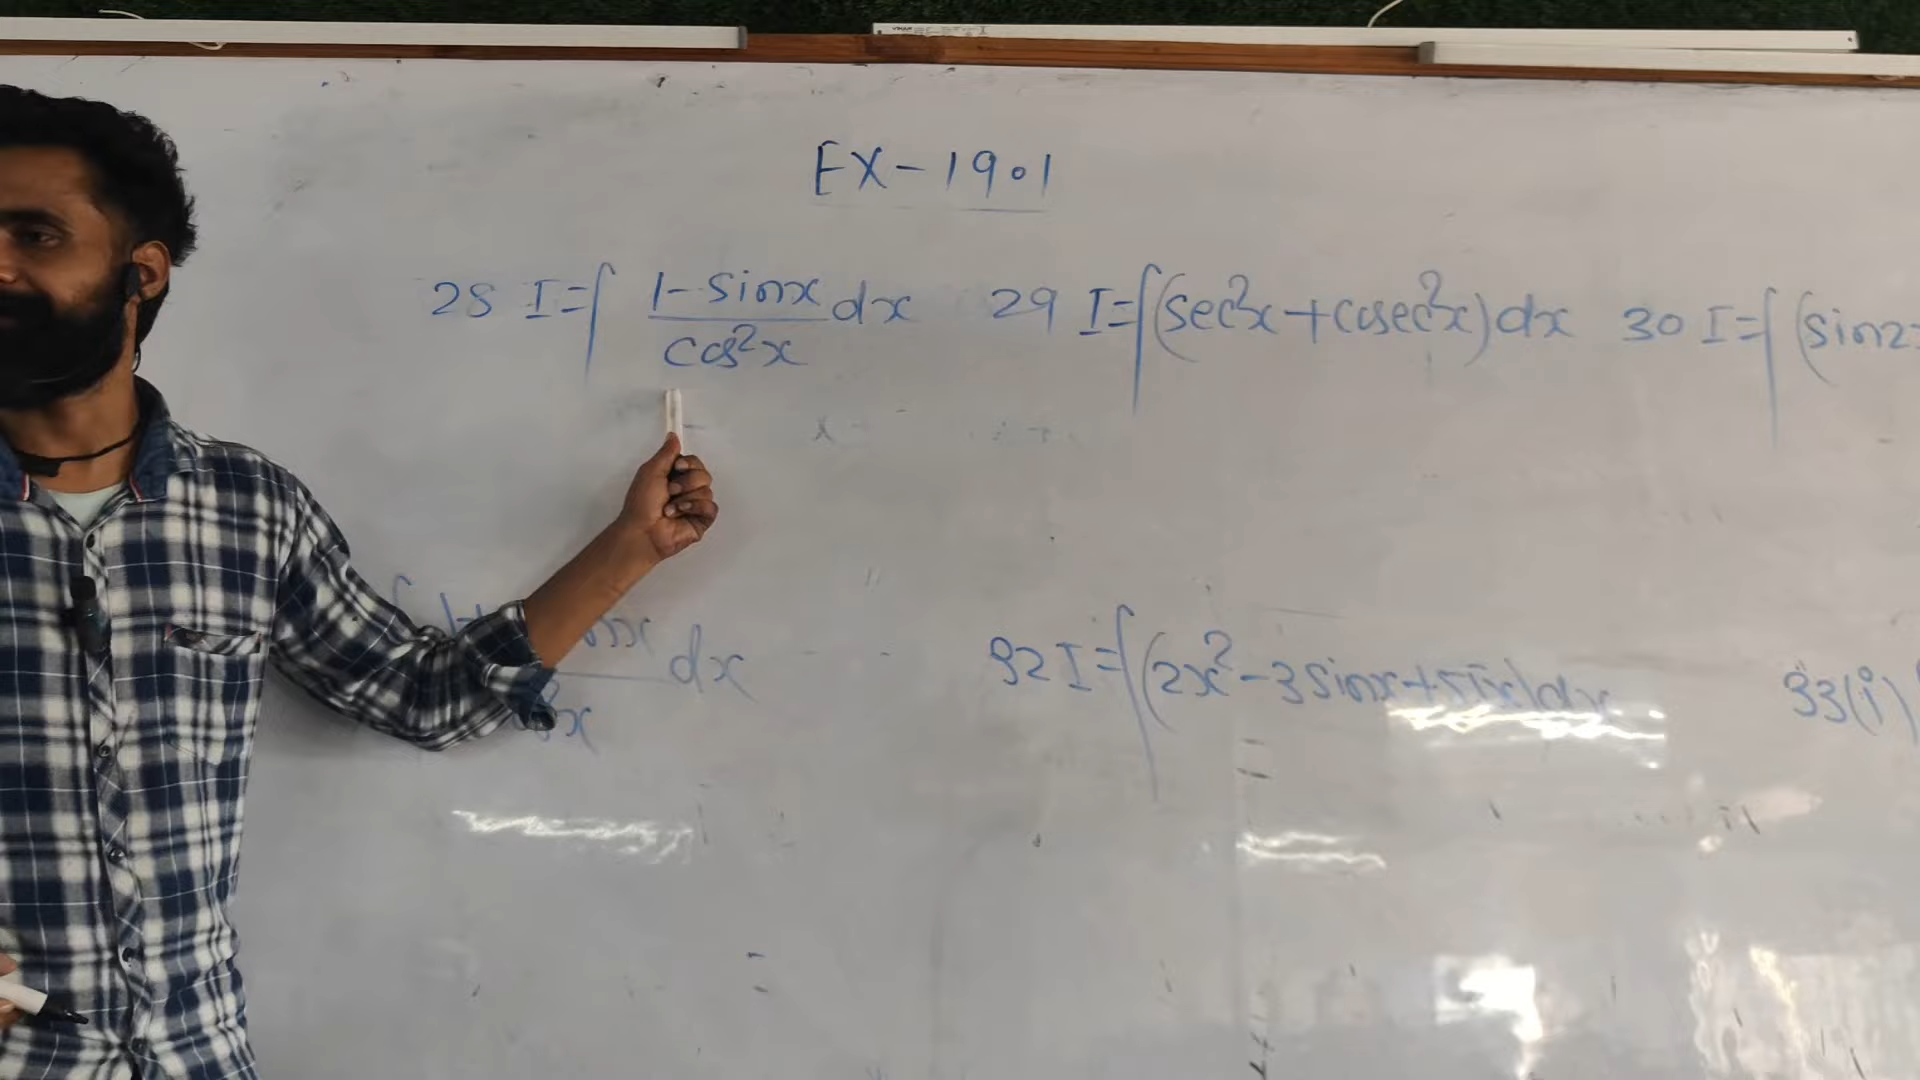 EX-19.1
28 I=∫ (1-sinx)/(cos²x) dx 29 I=∫(sec²x+cosec²x)dx 30 I=∫(sin2
dx
32 I=∫(2x²-3sinx+5√x)dx 33(i)